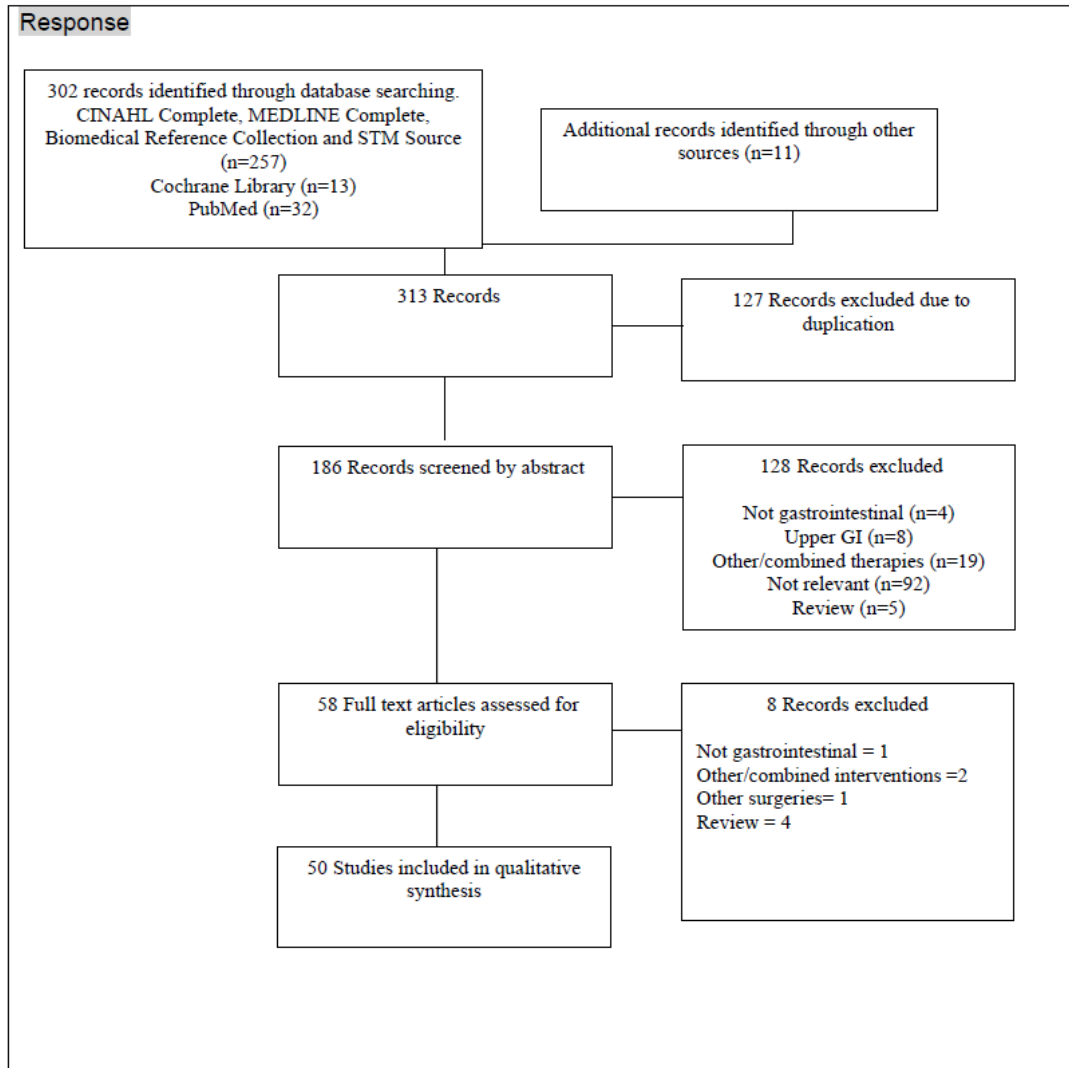 Response
302 records identified through database searching.
CINAHL Complete, MEDLINE Complete,
Biomedical Reference Collection and STM Source
(n=257)
Cochrane Library (n=13)
PubMed (n=32)
Additional records identified through other
sources (n=11)
313 Records
127 Records excluded due to
duplication
186 Records screened by abstract
128 Records excluded
Not gastrointestinal (n=4)
Upper GI (n=8)
Other/combined therapies (n=19)
Not relevant (n=92)
Review (n=5)
58 Full text articles assessed for
eligibility
8 Records excluded
Not gastrointestinal = 1
Other/combined interventions =2
Other surgeries= 1
Review = 4
50 Studies included in qualitative
synthesis